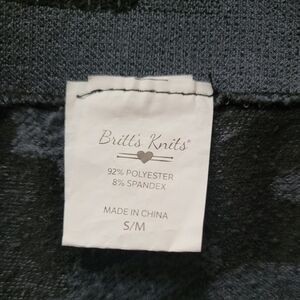 Britt's Knits®
92% POLYESTER
8% SPANDEX
MADE IN CHINA
S/M